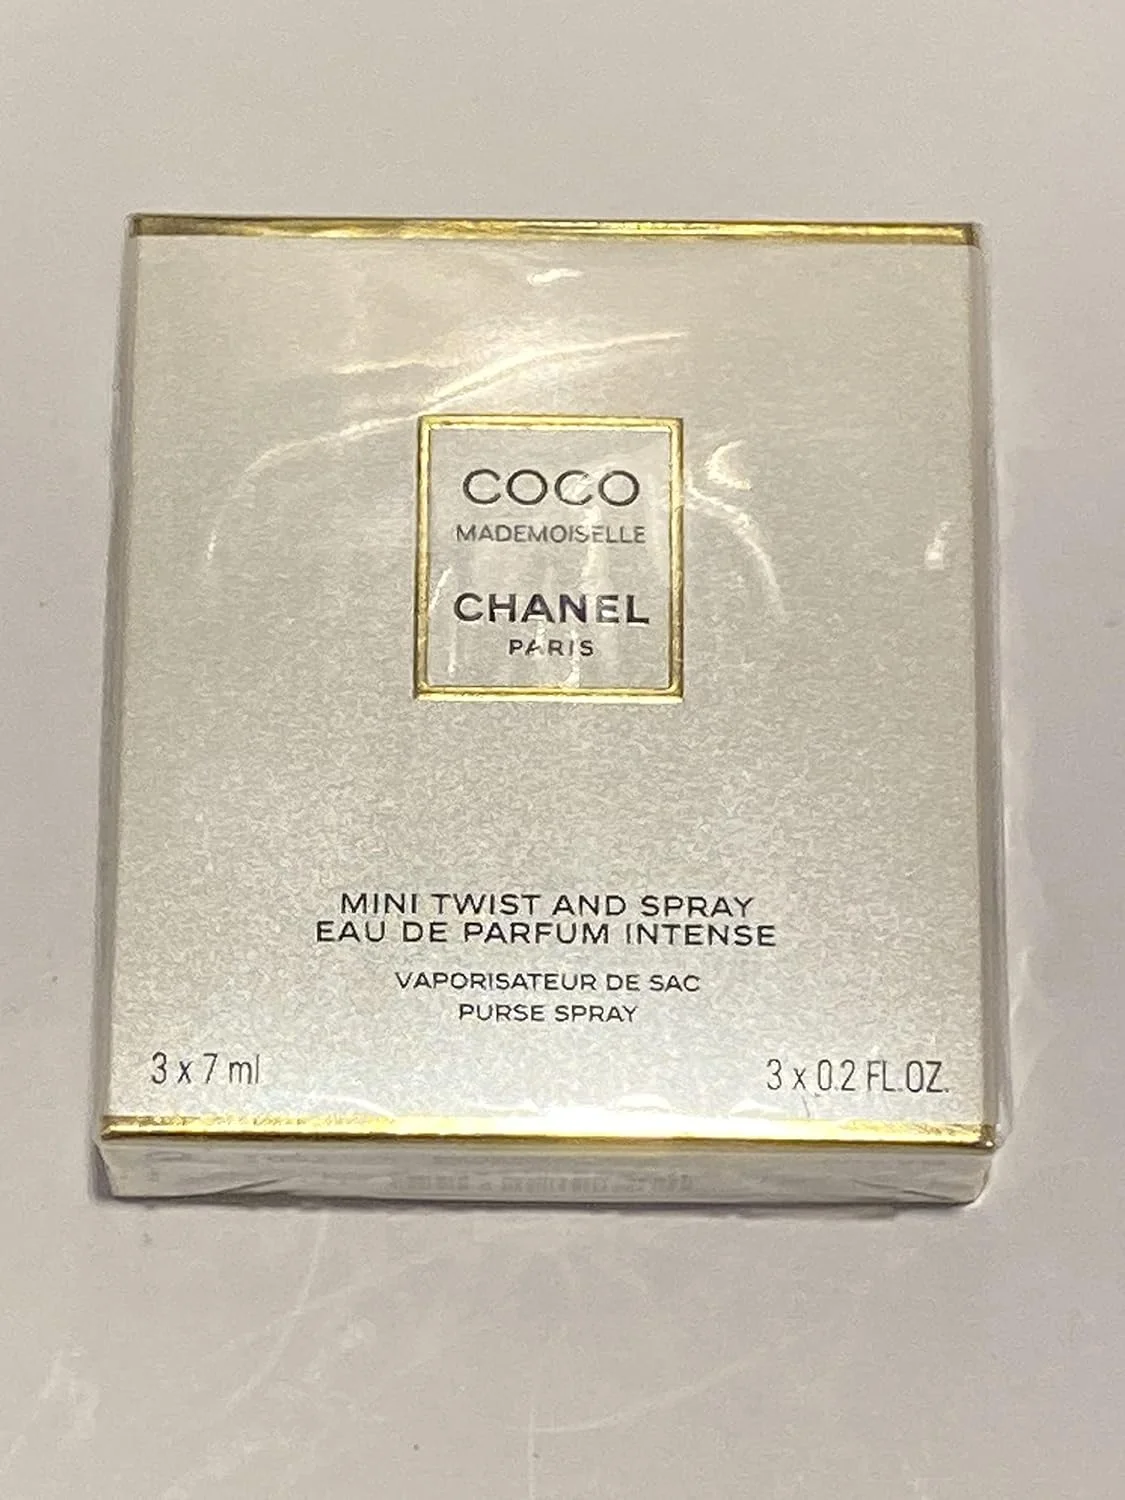 COCO
MADEMOISELLE
CHANEL
PARIS
MINI TWIST AND SPRAY
EAU DE PARFUM INTENSE
VAPORISATEUR DE SAC
PURSE SPRAY
3 x 7 ml
3 x 0.2 FL.OZ.